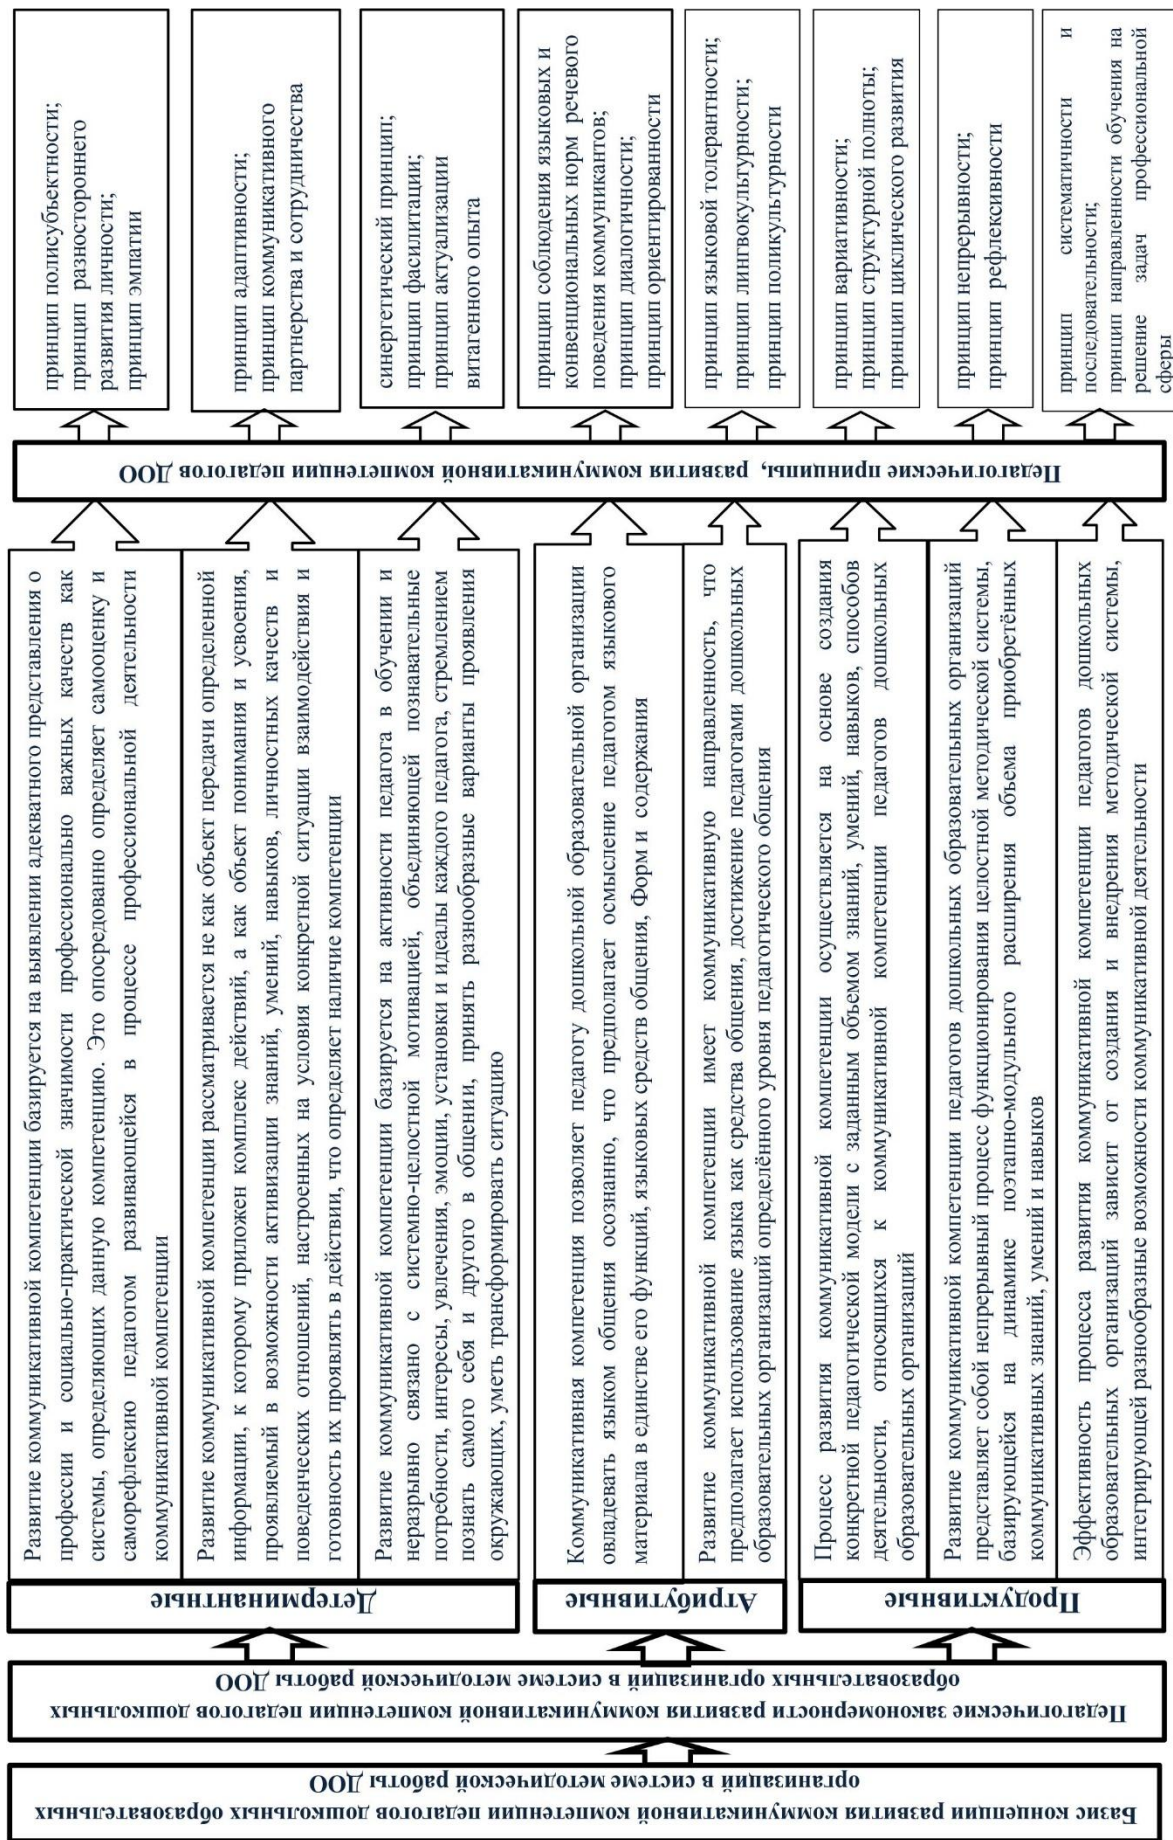 Базис концепции развития коммуникативной компетенции педагогов дошкольных образовательных
организаций в системе методической работы ДОО
Педагогические закономерности развития коммуникативной компетенции педагогов дошкольных
образовательных организаций в системе методической работы ДОО
Детерминантные
Развитие коммуникативной компетенции базируется на выявлении адекватного представления о
профессии и социально-практической значимости профессионально важных качеств как
системы, определяющих данную компетенцию. Это опосредовано определяет самооценку и
саморефлексию педагогом развивающейся в процессе профессиональной деятельности
коммуникативной компетенции
Развитие коммуникативной компетенции рассматривается не как объект передачи определенной
информации, к которому приложен комплекс действий, а как объект понимания и усвоения,
проявляемый в возможности активизации знаний, умений, навыков, личностных качеств и
поведенческих отношений, настроенных на условия конкретной ситуации взаимодействия и
готовность их проявлять в действии, что определяет наличие компетенции
Развитие коммуникативной компетенции базируется на активности педагога в обучении и
неразрывно связано с системно-целостной мотивацией, объединяющей познавательные
потребности, интересы, увлечения, эмоции, установки и идеалы каждого педагога, стремлением
познать самого себя и другого в общении, принять разнообразные варианты проявления
окружающих, уметь трансформировать ситуацию
Атрибутивные
Коммуникативная компетенция позволяет педагогу дошкольной образовательной организации
овладевать языком общения осознанно, что предполагает осмысление педагогом языкового
материала в единстве его функций, языковых средств общения, Форм и содержания
Развитие коммуникативной компетенции имеет коммуникативную направленность, что
предполагает использование языка как средства общения, достижение педагогами дошкольных
образовательных организаций определённого уровня педагогического общения
Продуктивные
Процесс развития коммуникативной компетенции осуществляется на основе создания
конкретной педагогической модели с заданным объемом знаний, умений, навыков, способов
деятельности, относящихся к коммуникативной компетенции педагогов дошкольных
образовательных организаций
Развитие коммуникативной компетенции педагогов дошкольных образовательных организаций
представляет собой непрерывный процесс функционирования целостной методической системы,
базирующейся на динамике поэтапно-модульного расширения объема приобретённых
коммуникативных знаний, умений и навыков
Эффективность процесса развития коммуникативной компетенции педагогов дошкольных
образовательных организаций зависит от создания и внедрения методической системы,
интегрирующей разнообразные возможности коммуникативной деятельности
Педагогические принципы, развития коммуникативной компетенции педагогов ДОО
принцип полисубъектности;
принцип разностороннего
развития личности;
принцип эмпатии
принцип адаптивности;
принцип коммуникативного
партнерства и сотрудничества
синергетический принцип;
принцип фасилитации;
принцип актуализации
витагенного опыта
принцип соблюдения языковых и
конвенциональных норм речевого
поведения коммуникантов;
принцип диалогичности;
принцип ориентированности
принцип языковой толерантности;
принцип лингвокультурности;
принцип поликультурности
принцип вариативности;
принцип структурной полноты;
принцип циклического развития
принцип непрерывности;
принцип рефлексивности
принцип систематичности и
последовательности;
принцип направленности обучения на
решение задач профессиональной
сферы